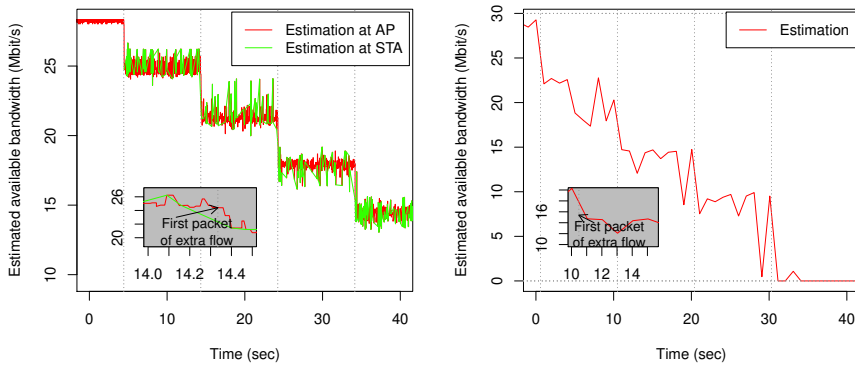 Estimated available bandwidth (Mbit/s)
10 15 20 25
Estimation at AP
Estimation at STA
20 26
First packet
of extra flow
14.0 14.2 14.4
0 10 20 30 40
Time (sec)
Estimated available bandwidth (Mbit/s)
0 5 10 15 20 25 30
Estimation
10 16
First packet
of extra flow
10 12 14
0 10 20 30 40
Time (sec)